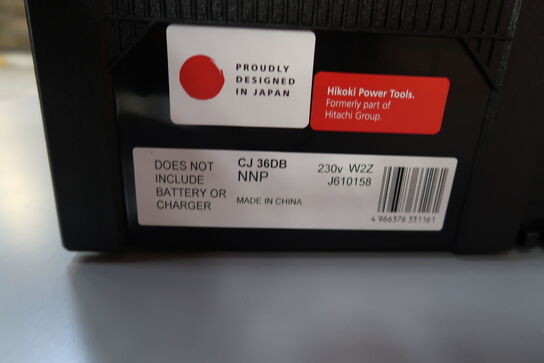 PROUDLY
DESIGNED
IN JAPAN
Hikoki Power Tools.
Formerly part of
Hitachi Group.
DOES NOT
INCLUDE
BATTERY OR
CHARGER
CJ 36DB
NNP
MADE IN CHINA
230v W2Z
J610158
4 966376 331161